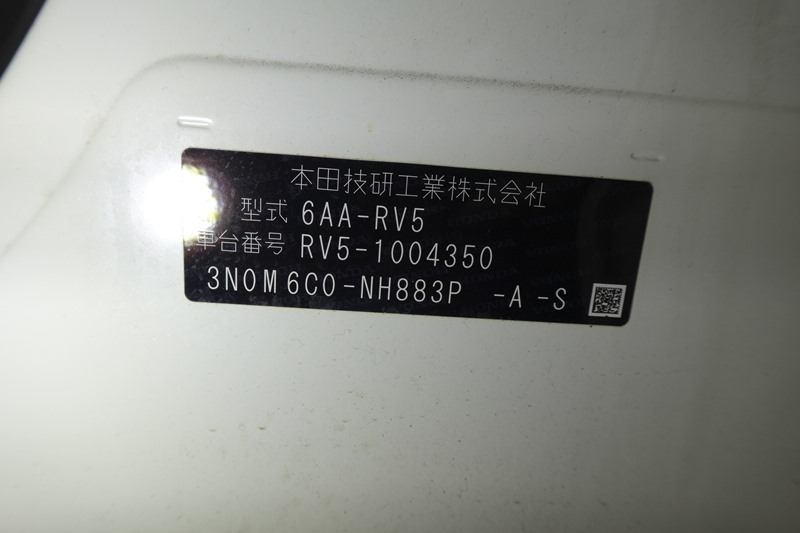 本田技研工業株式会社
型式 6AA-RV5
車台番号 RV5-1004350
3N0M6C0-NH883P -A -S